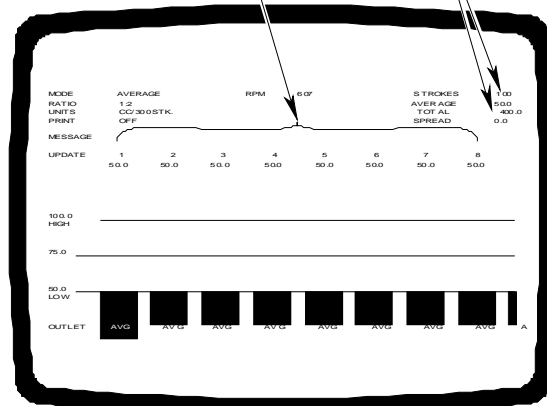 MODE AVERAGE RPM 607 STROKES 100
RATIO 1:2 AVERAGE 50.0
UNITS CC/300STK. TOTAL 400.0
PRINT OFF SPREAD 0.0
MESSAGE
UPDATE 1 2 3 4 5 6 7 8
50.0 50.0 50.0 50.0 50.0 50.0 50.0 50.0
100.0
HIGH
75.0
50.0
LOW
OUTLET AVG AVG AVG AVG AVG AVG AVG AVG A